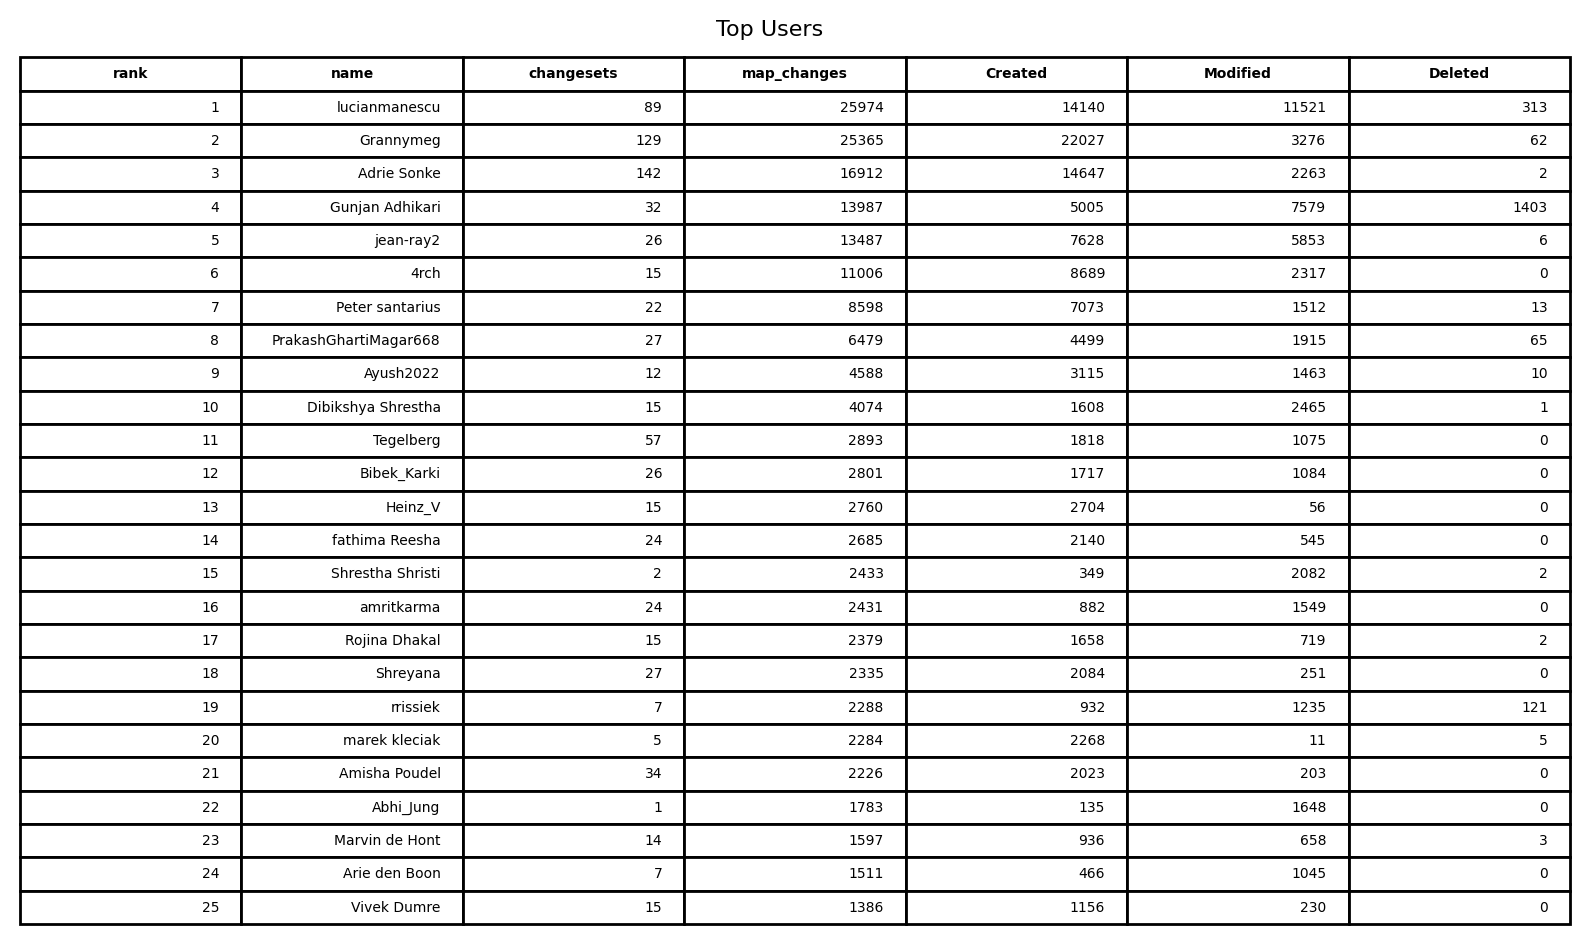 Top Users
rank name changesets map_changes Created Modified Deleted
1 lucianmanescu 89 25974 14140 11521 313
2 Grannymeg 129 25365 22027 3276 62
3 Adrie Sonke 142 16912 14647 2263 2
4 Gunjan Adhikari 32 13987 5005 7579 1403
5 jean-ray2 26 13487 7628 5853 6
6 4rch 15 11006 8689 2317 0
7 Peter santarius 22 8598 7073 1512 13
8 PrakashGhartiMagar668 27 6479 4499 1915 65
9 Ayush2022 12 4588 3115 1463 10
10 Dibikshya Shrestha 15 4074 1608 2465 1
11 Tegelberg 57 2893 1818 1075 0
12 Bibek_Karki 26 2801 1717 1084 0
13 Heinz_V 15 2760 2704 56 0
14 fathima Reesha 24 2685 2140 545 0
15 Shrestha Shristi 2 2433 349 2082 2
16 amritkarma 24 2431 882 1549 0
17 Rojina Dhakal 15 2379 1658 719 2
18 Shreyana 27 2335 2084 251 0
19 rrissiek 7 2288 932 1235 121
20 marek kleciak 5 2284 2268 11 5
21 Amisha Poudel 34 2226 2023 203 0
22 Abhi_Jung 1 1783 135 1648 0
23 Marvin de Hont 14 1597 936 658 3
24 Arie den Boon 7 1511 466 1045 0
25 Vivek Dumre 15 1386 1156 230 0